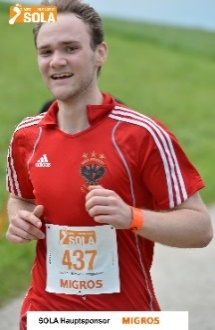 SOLA
adidas
SOLA
437
MIGROS
SOLA Hauptsponsor MIGROS